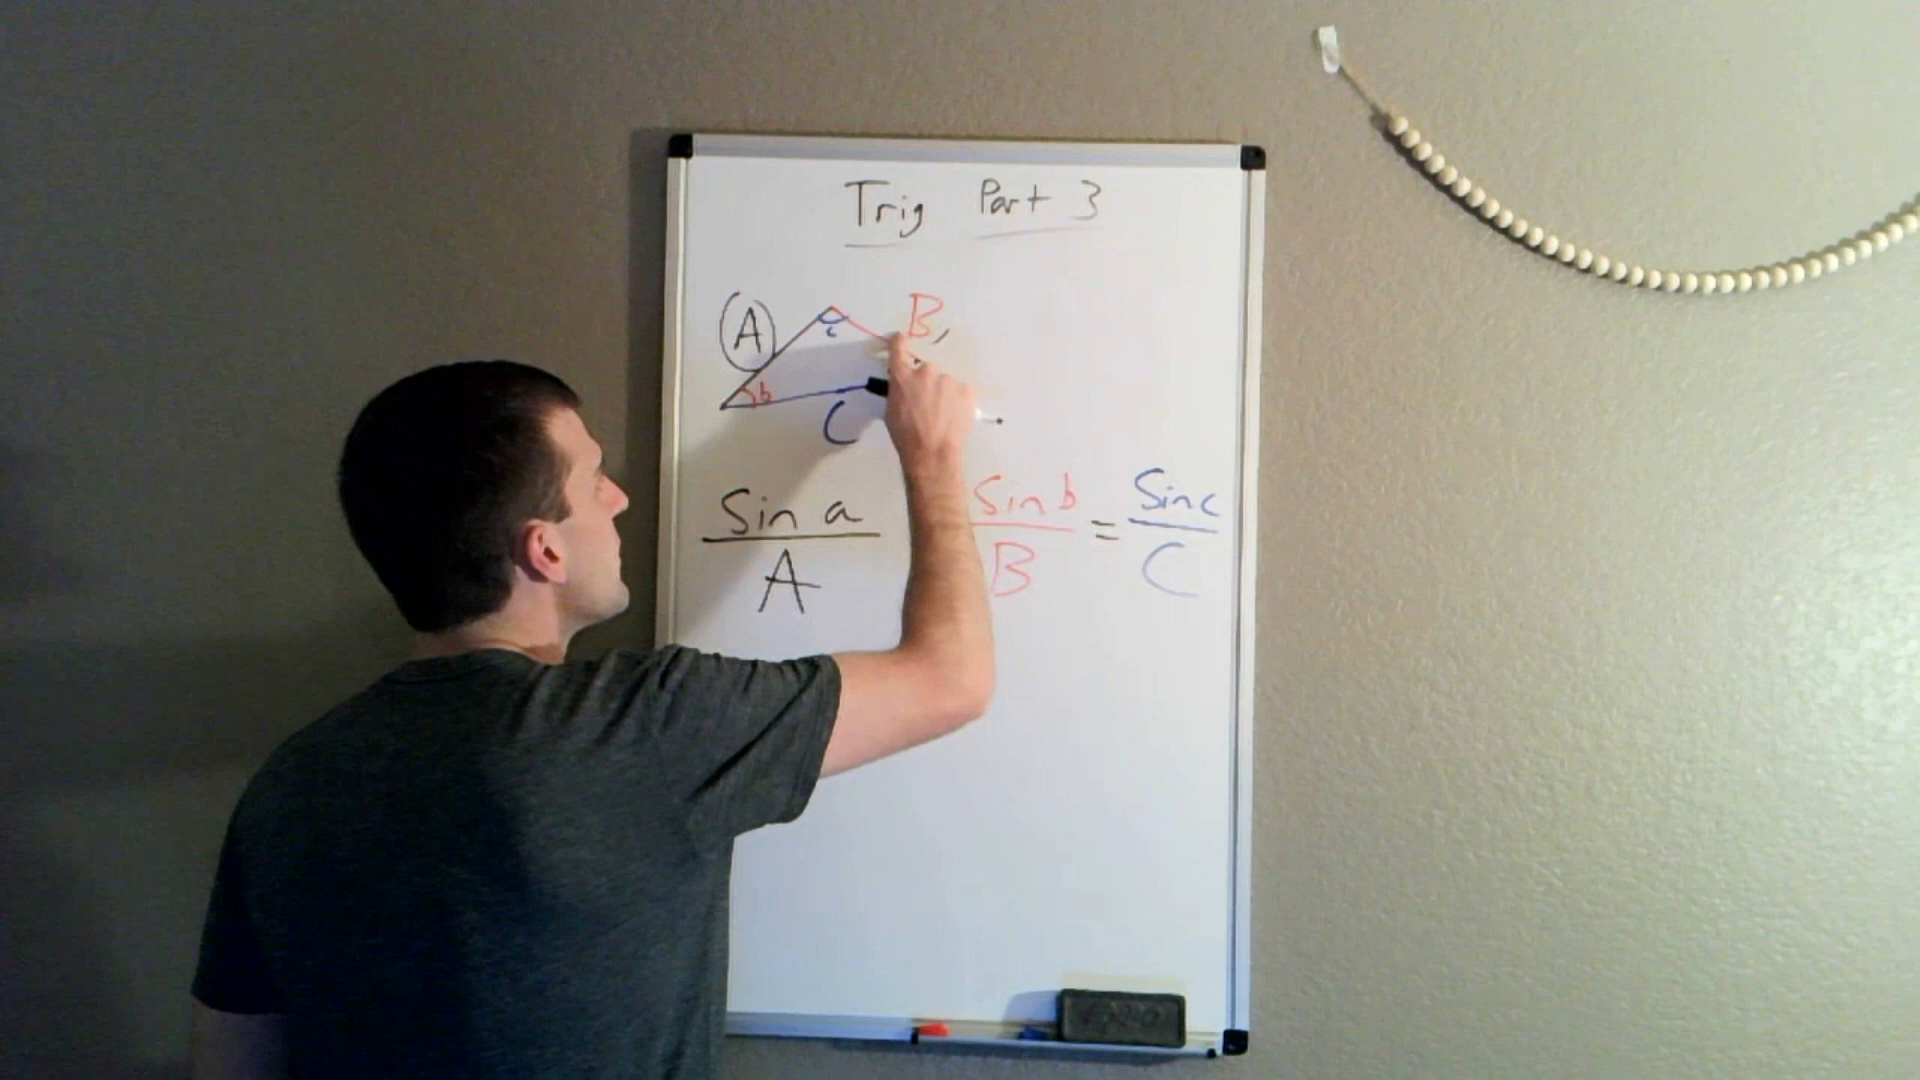 Trig Part 3
A B,
c
b
C
Sin a Sin b = Sin c
A B C